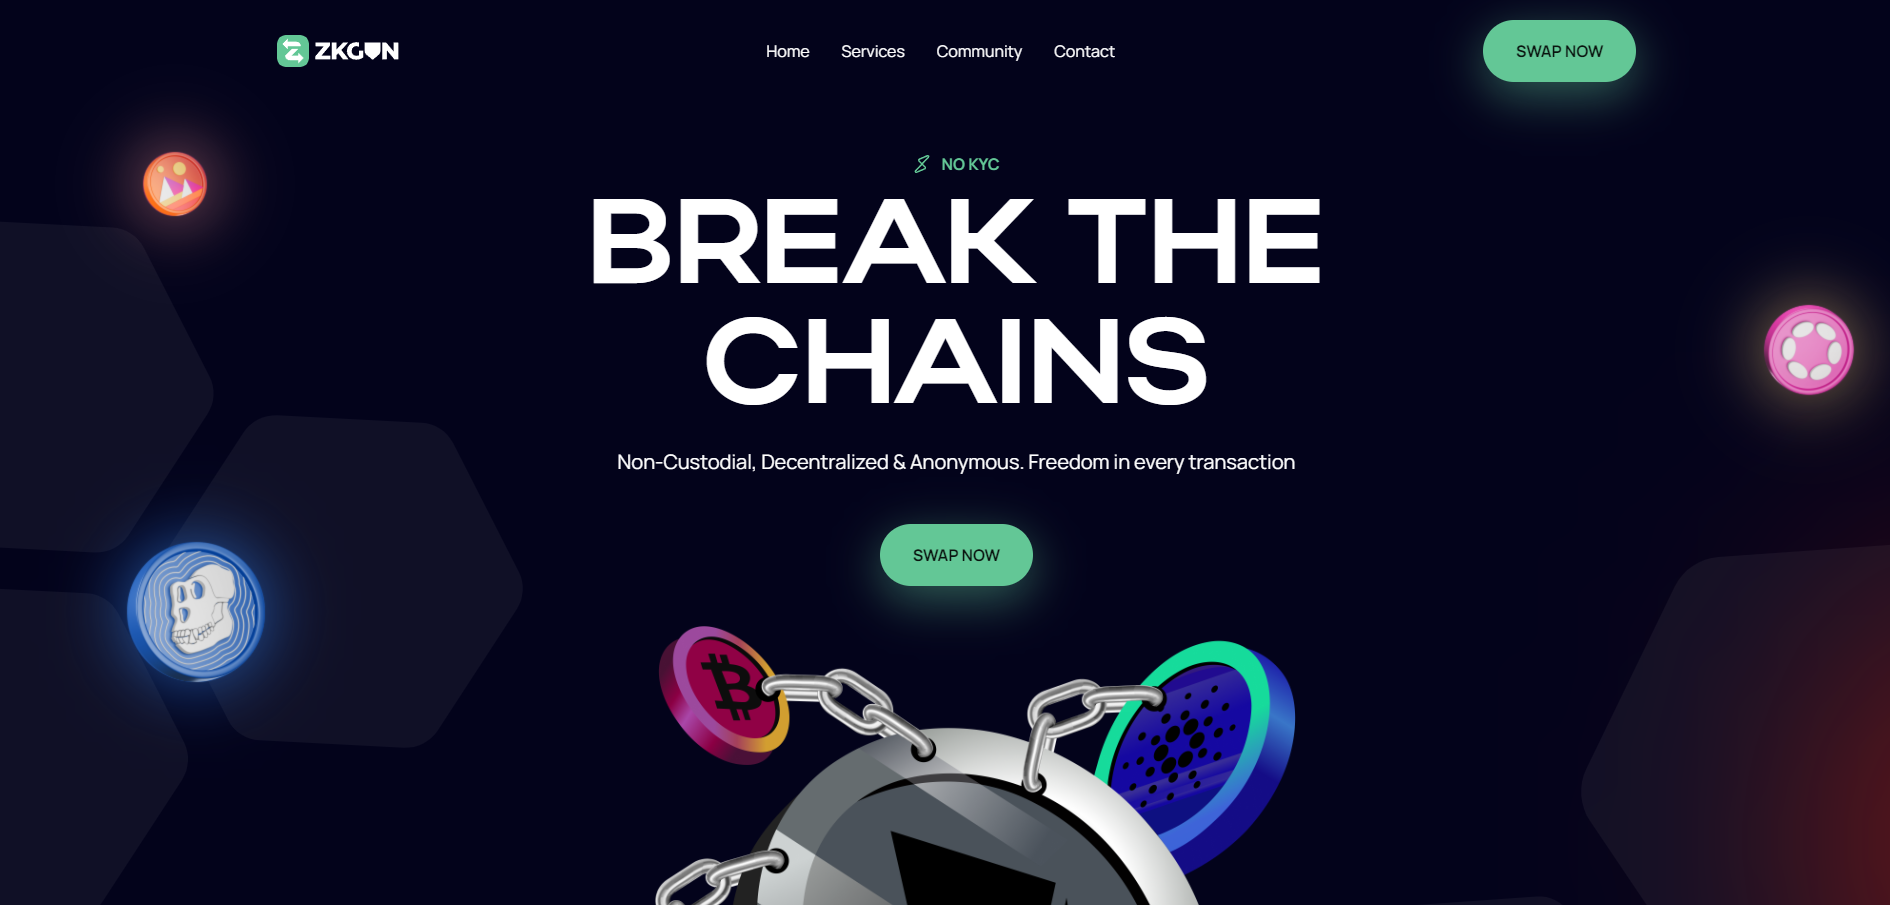 ZKGUN
Home Services Community Contact
SWAP NOW
NO KYC
BREAK THE
CHAINS
Non-Custodial, Decentralized & Anonymous. Freedom in every transaction
SWAP NOW